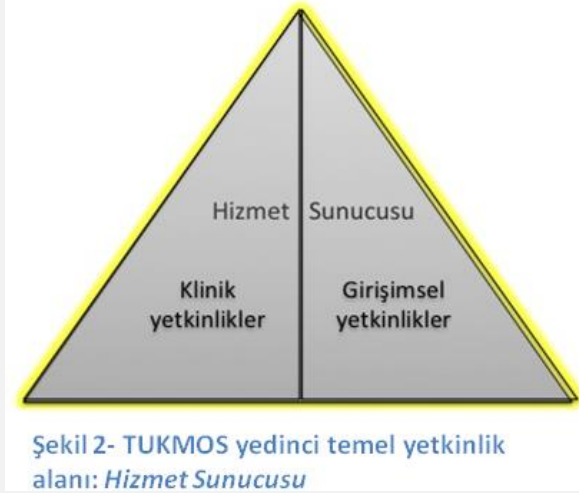 Hizmet Sunucusu
Klinik yetkinlikler
Girişimsel yetkinlikler
Şekil 2- TUKMOS yedinci temel yetkinlik
alanı: Hizmet Sunucusu